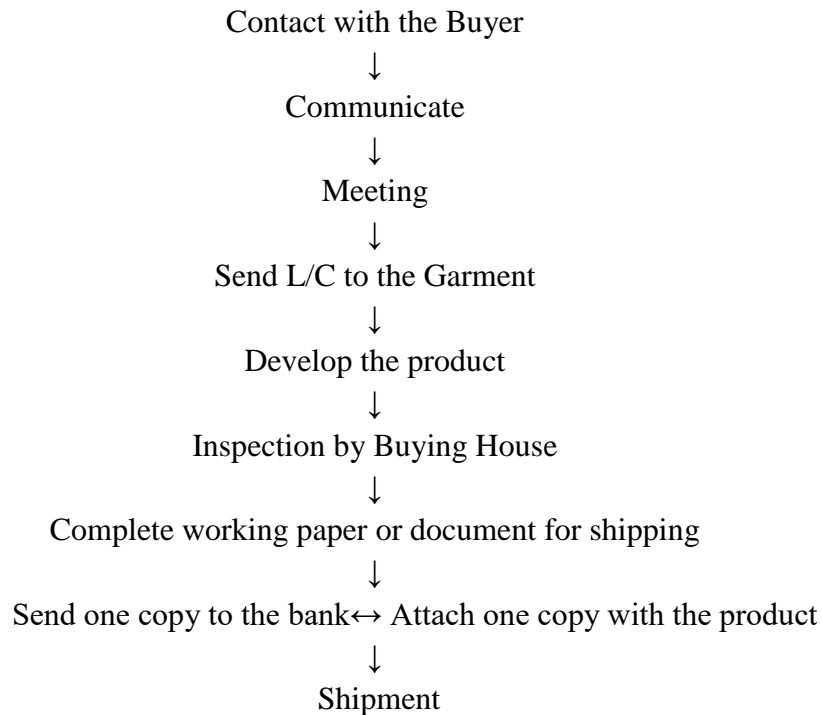 Contact with the Buyer
↓
Communicate
↓
Meeting
↓
Send L/C to the Garment
↓
Develop the product
↓
Inspection by Buying House
↓
Complete working paper or document for shipping
↓
Send one copy to the bank↔ Attach one copy with the product
↓
Shipment